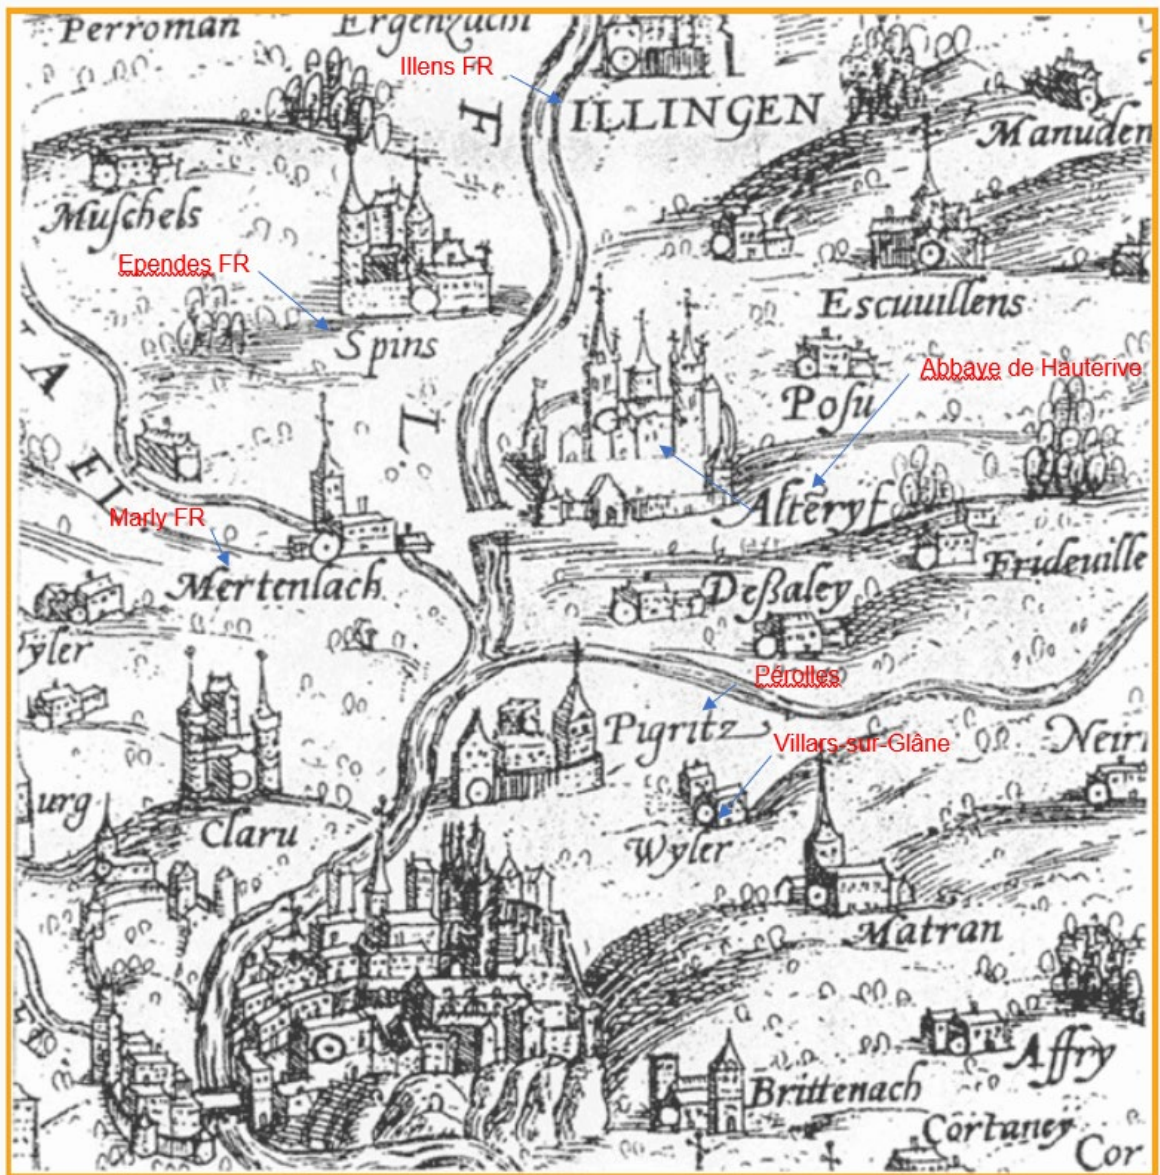 Perroman
Ergenzacht
Illens FR
ILLINGEN
Manuden
Muſchels
Ependes FR
Escuuillens
Spins
Abbaye de Hauterive
Poſu
Marly FR
Alteryf
Frideuille
Mertenlach
Deßaley
yler
Pérolles
Pigritz
Villars-sur-Glâne
urg
Claru
Wyler
Matran
Affry
Brittenach
Cortaney
Cor